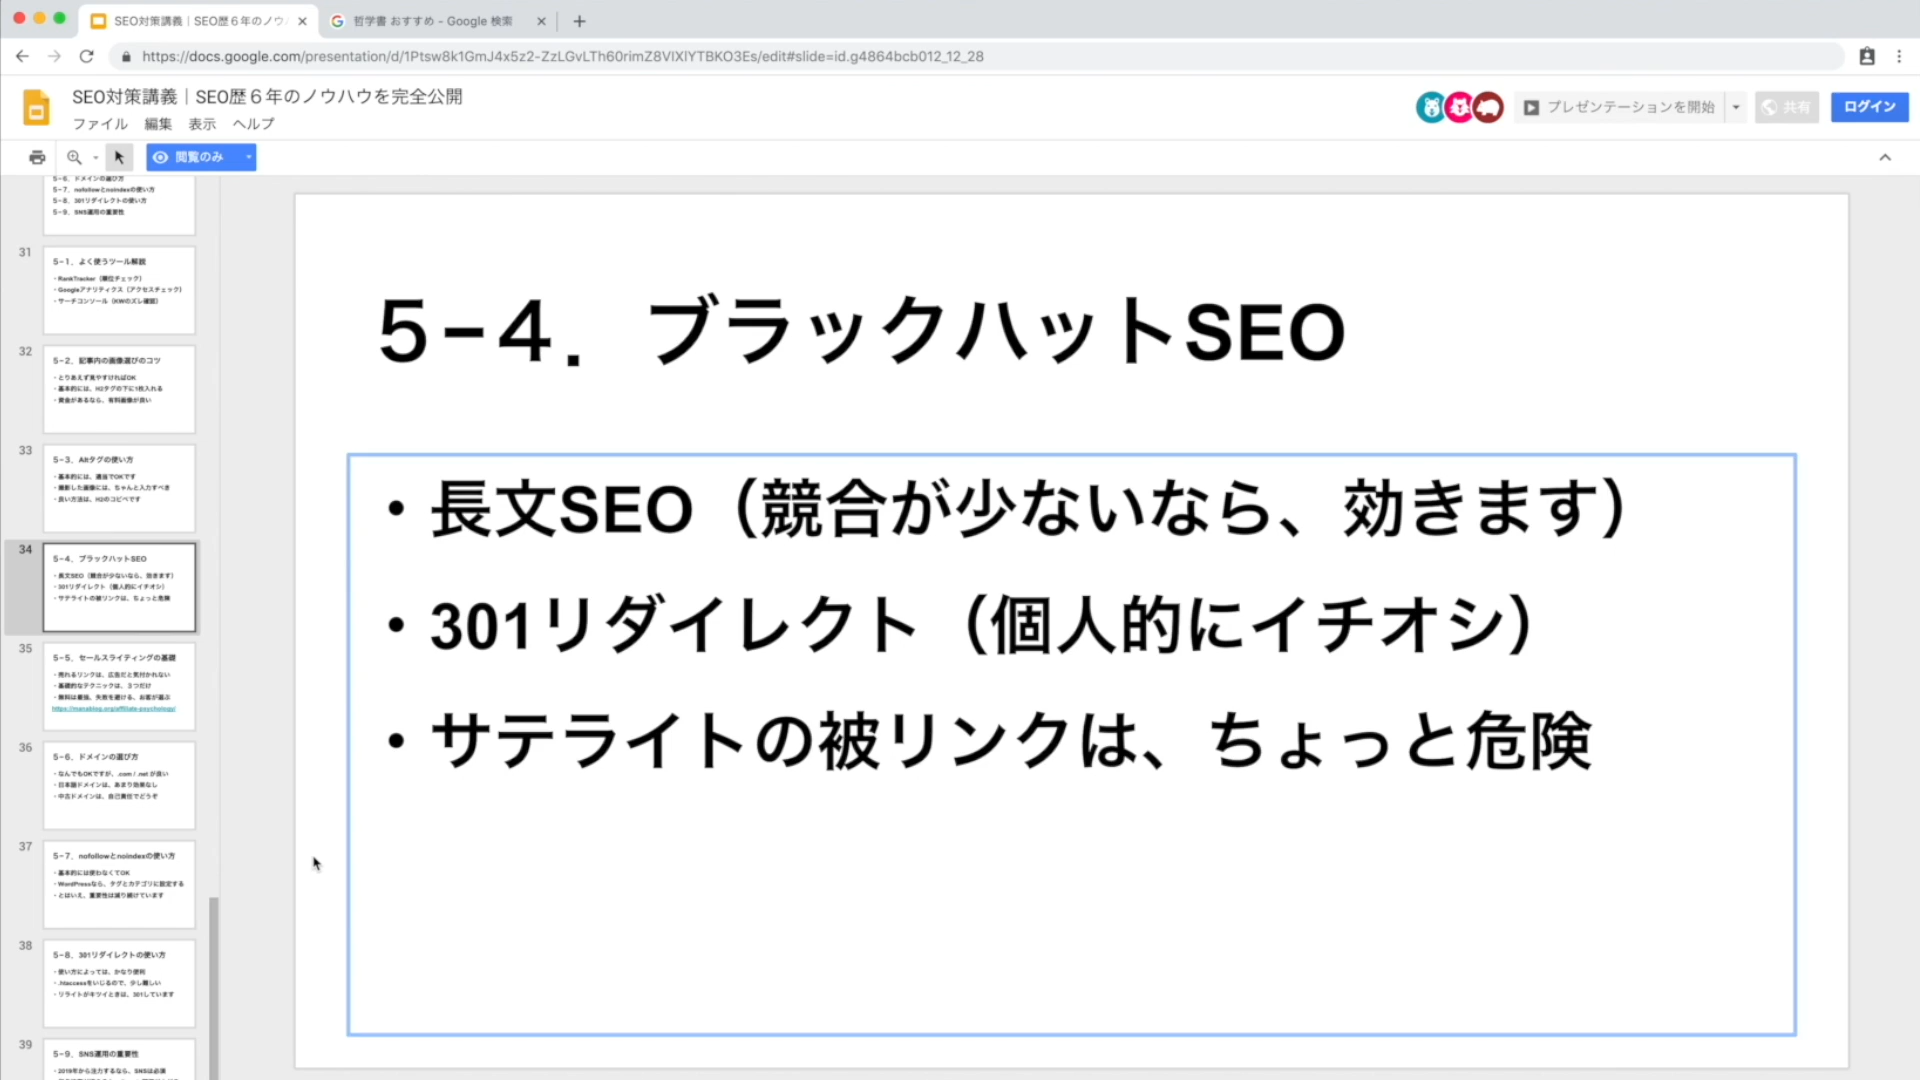 SEO対策講義｜SEO歴６年のノウ
哲学書 おすすめ - Google 検索
https://docs.google.com/presentation/d/1Ptsw8k1GmJ4x5z2-ZzLGvLTh60rimZ8VIXIYTBKO3Es/edit#slide=id.g4864bcb012_12_28
SEO対策講義｜SEO歴６年のノウハウを完全公開
ファイル 編集 表示 ヘルプ
プレゼンテーションを開始
共有
ログイン
閲覧のみ
５−６．ドメインの選び方
５−７．nofollowとnoindexの使い方
５−８．301リダイレクトの使い方
５−９．SNS運用の重要性
31
５−１．よく使うツール解説
・RankTracker（順位チェック）
・Googleアナリティクス（アクセスチェック）
・サーチコンソール（KWのズレ確認）
32
５−２．記事内の画像選びのコツ
・とりあえず見やすければOK
・基本的には、H2タグの下に1枚入れる
・資金があるなら、有料画像が良い
33
５−３．Altタグの使い方
・基本的には、適当でOKです
・撮影した画像には、ちゃんと入力すべき
・良い方法は、H2のコピペです
34
５−４．ブラックハットSEO
・長文SEO（競合が少ないなら、効きます）
・301リダイレクト（個人的にイチオシ）
・サテライトの被リンクは、ちょっと危険
35
５−５．セールスライティングの基礎
・売れるリンクは、広告だと気付かれない
・基礎的なテクニックは、３つだけ
・無料は最強、失敗を避ける、お客が選ぶ
https://manablog.org/affiliate-psychology/
36
５−６．ドメインの選び方
・なんでもOKですが、.com / .net が良い
・日本語ドメインは、あまり効果なし
・中古ドメインは、自己責任でどうぞ
37
５−７．nofollowとnoindexの使い方
・基本的には使わなくてOK
・WordPressなら、タグとカテゴリに設定する
・とはいえ、重要性は減り続けています
38
５−８．301リダイレクトの使い方
・使い方によっては、かなり便利
・.htaccessをいじるので、少し難しい
・リライトがキツイときは、301しています
39
５−９．SNS運用の重要性
・2019年から注力するなら、SNSは必須
５−４．ブラックハットSEO
・長文SEO（競合が少ないなら、効きます）
・301リダイレクト（個人的にイチオシ）
・サテライトの被リンクは、ちょっと危険